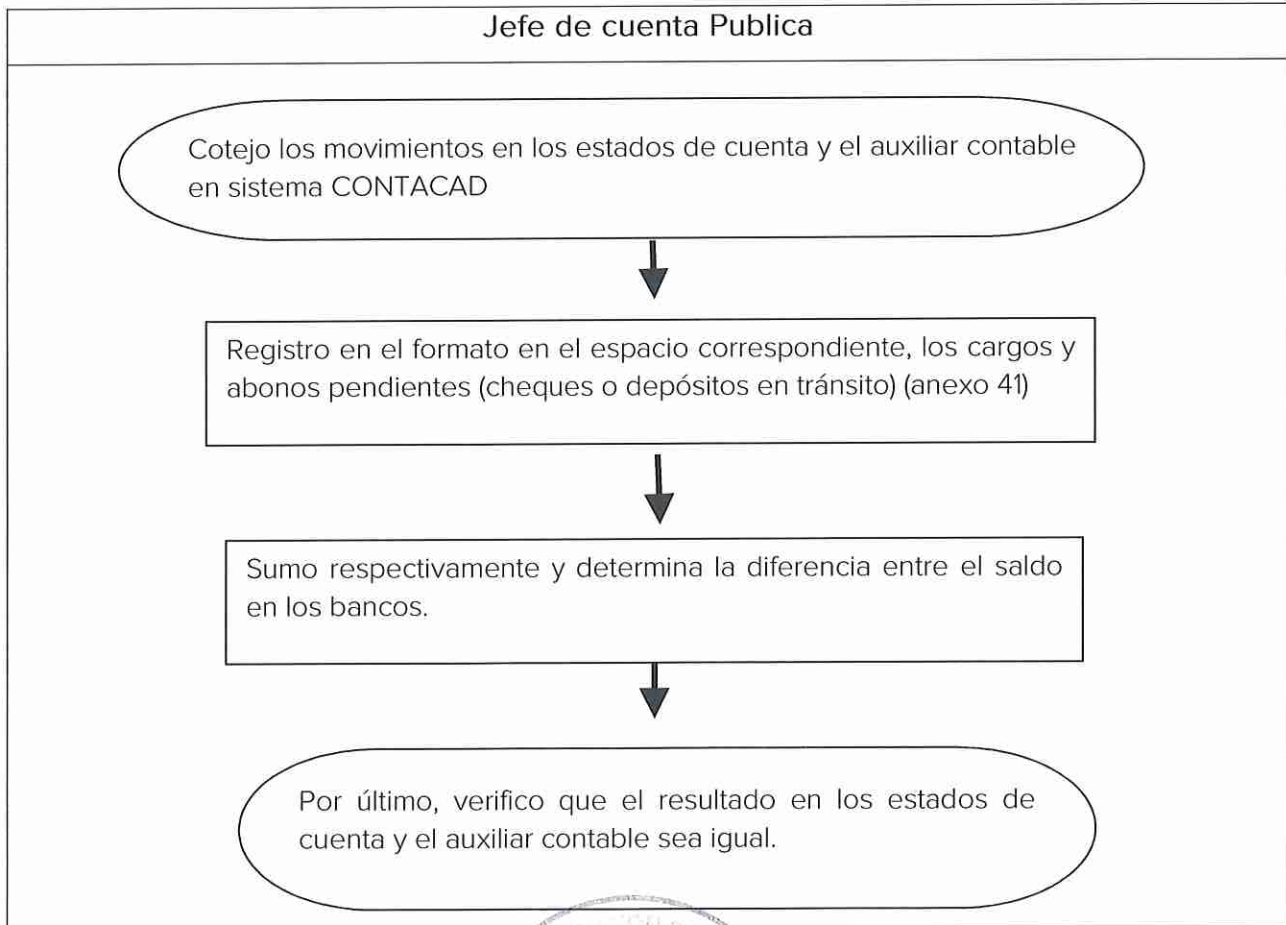 Jefe de cuenta Publica
Cotejo los movimientos en los estados de cuenta y el auxiliar contable
en sistema CONTACAD
Registro en el formato en el espacio correspondiente, los cargos y
abonos pendientes (cheques o depósitos en tránsito) (anexo 41)
Sumo respectivamente y determina la diferencia entre el saldo
en los bancos.
Por último, verifico que el resultado en los estados de
cuenta y el auxiliar contable sea igual.